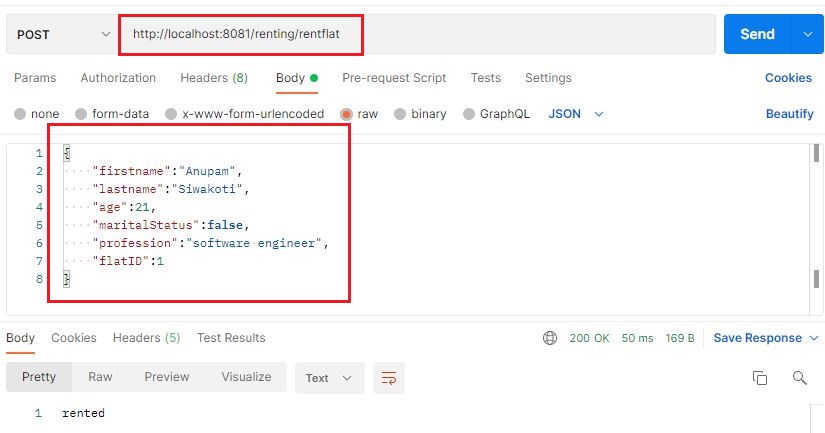 POST http://localhost:8081/renting/rentflat Send
Params Authorization Headers (8) Body Pre-request Script Tests Settings Cookies
none form-data x-www-form-urlencoded raw binary GraphQL JSON Beautify
1 {
2 "firstname":"Anupam",
3 "lastname":"Siwakoti",
4 "age":21,
5 "maritalStatus":false,
6 "profession":"software engineer",
7 "flatID":1
8 }
Body Cookies Headers (5) Test Results 200 OK 50 ms 169 B Save Response
Pretty Raw Preview Visualize Text
1 rented